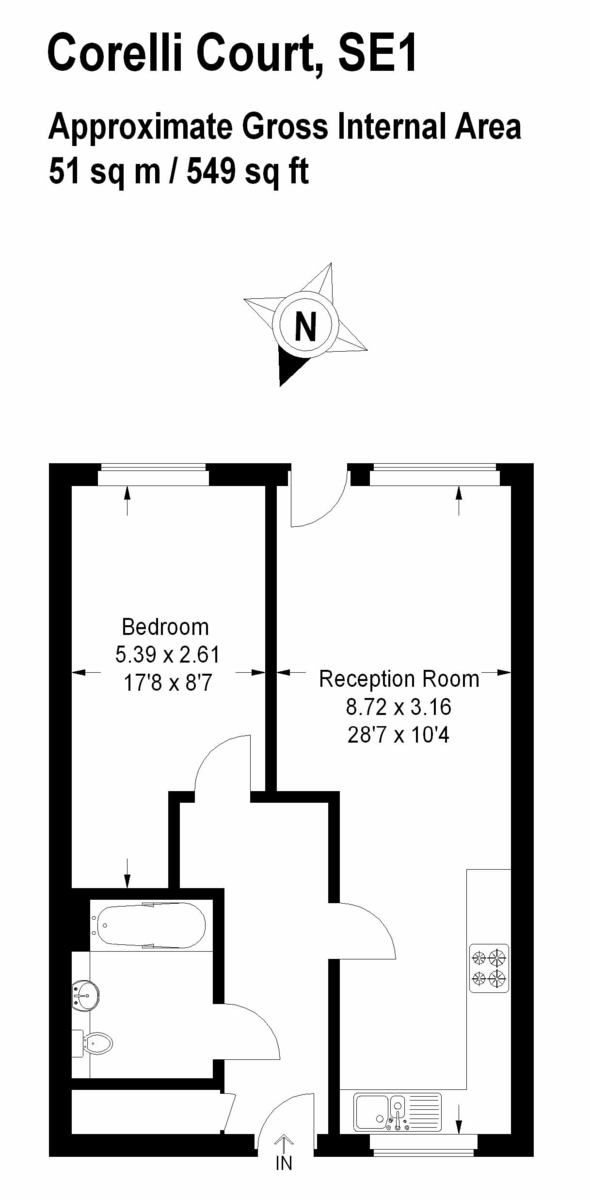 Corelli Court, SE1
Approximate Gross Internal Area
51 sq m / 549 sq ft
N
Bedroom
5.39 x 2.61
17'8 x 8'7
Reception Room
8.72 x 3.16
28'7 x 10'4
IN